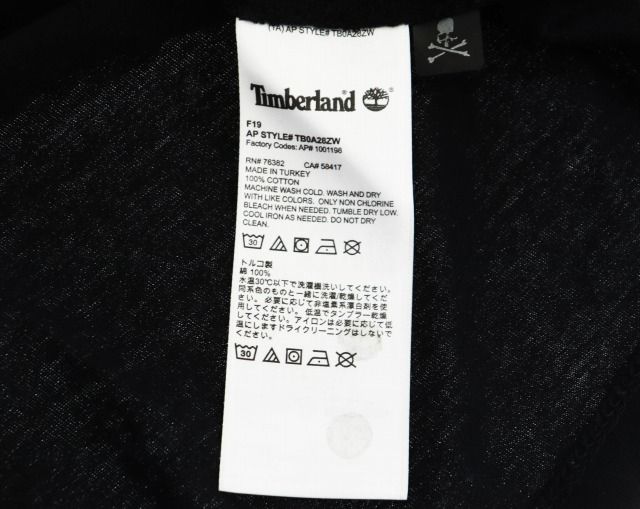 (TA) AP STYLE# TB0A28ZW
Timberland
F19
AP STYLE# TB0A28ZW
Factory Codes: AP# 1001198
RN# 76382 CA# 58417
MADE IN TURKEY
100% COTTON
MACHINE WASH COLD. WASH AND DRY
WITH LIKE COLORS. ONLY NON CHLORINE
BLEACH WHEN NEEDED. TUMBLE DRY LOW.
COOL IRON AS NEEDED. DO NOT DRY
CLEAN.
30
トルコ製
綿 100%
水温30℃以下で洗濯機洗いしてください。
同系色のものと一緒に洗濯/乾燥してくだ
さい。必要に応じて非塩素系漂白剤を使
用してください。低温でタンブラー乾燥
してください。アイロンは必要に応じて低
温にしますドライクリーニングはしないで
ください。
30